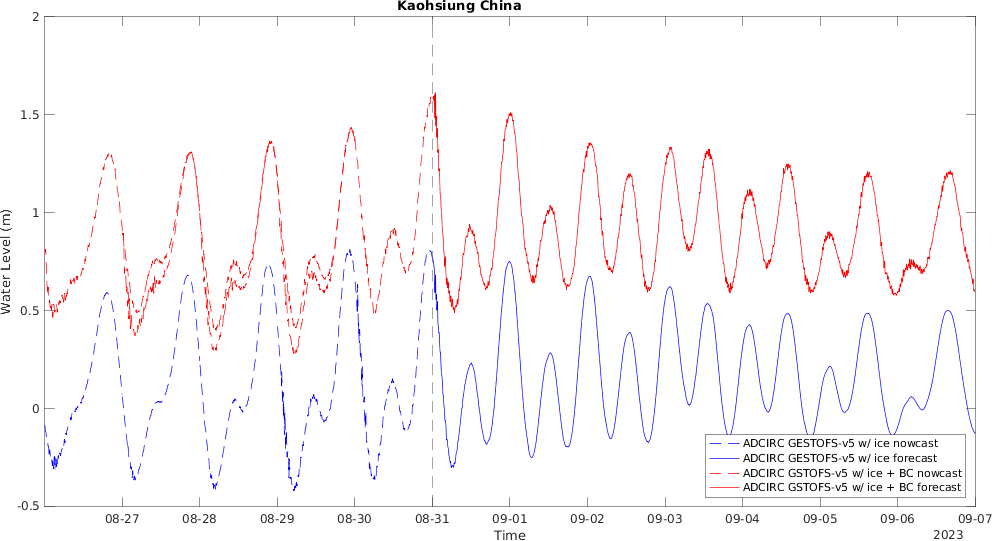 Kaohsiung China
2
1.5
1
0.5
0
-0.5
Water Level (m)
08-27 08-28 08-29 08-30 08-31 09-01 09-02 09-03 09-04 09-05 09-06 09-07
Time
2023
ADCIRC GESTOFS-v5 w/ ice nowcast
ADCIRC GESTOFS-v5 w/ ice forecast
ADCIRC GSTOFS-v5 w/ ice + BC nowcast
ADCIRC GSTOFS-v5 w/ ice + BC forecast